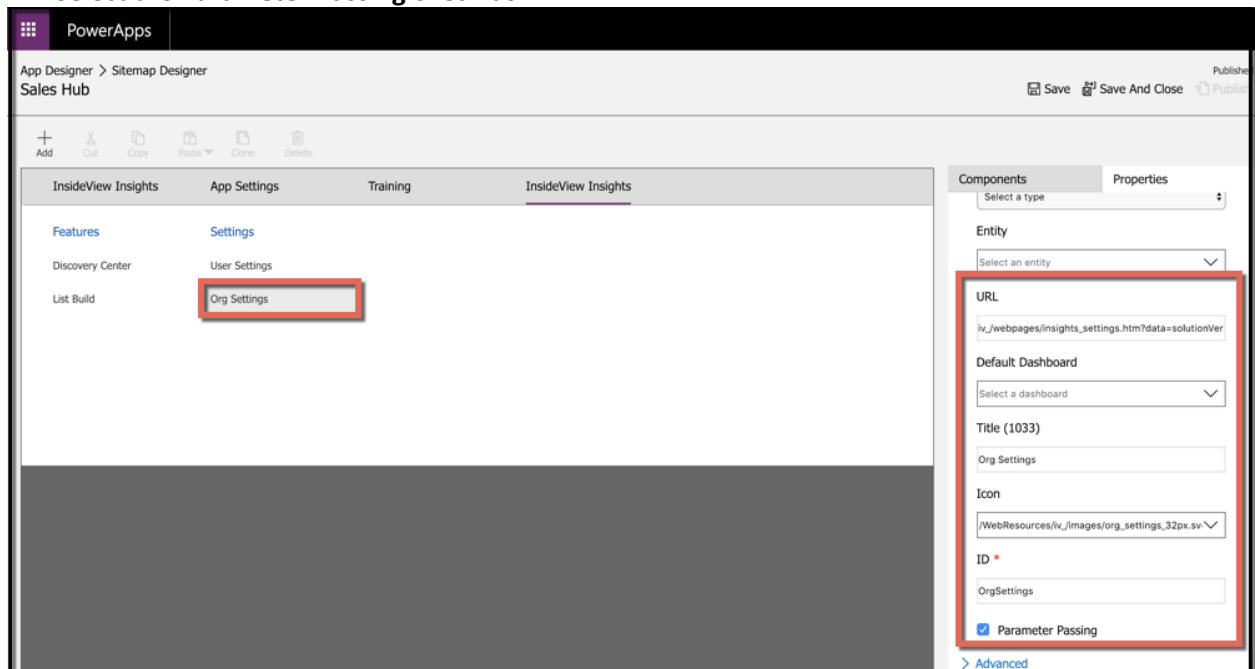 PowerApps
App Designer > Sitemap Designer
Sales Hub
Publishe
Save Save And Close Publish
Add Cut Copy Paste Clone Delete
InsideView Insights App Settings Training InsideView Insights
Features Settings
Discovery Center User Settings
List Build Org Settings
Components Properties
Select a type
Entity
Select an entity
URL
iv_/webpages/insights_settings.htm?data=solutionVer
Default Dashboard
Select a dashboard
Title (1033)
Org Settings
Icon
/WebResources/iv_/images/org_settings_32px.sv
ID *
OrgSettings
Parameter Passing
> Advanced